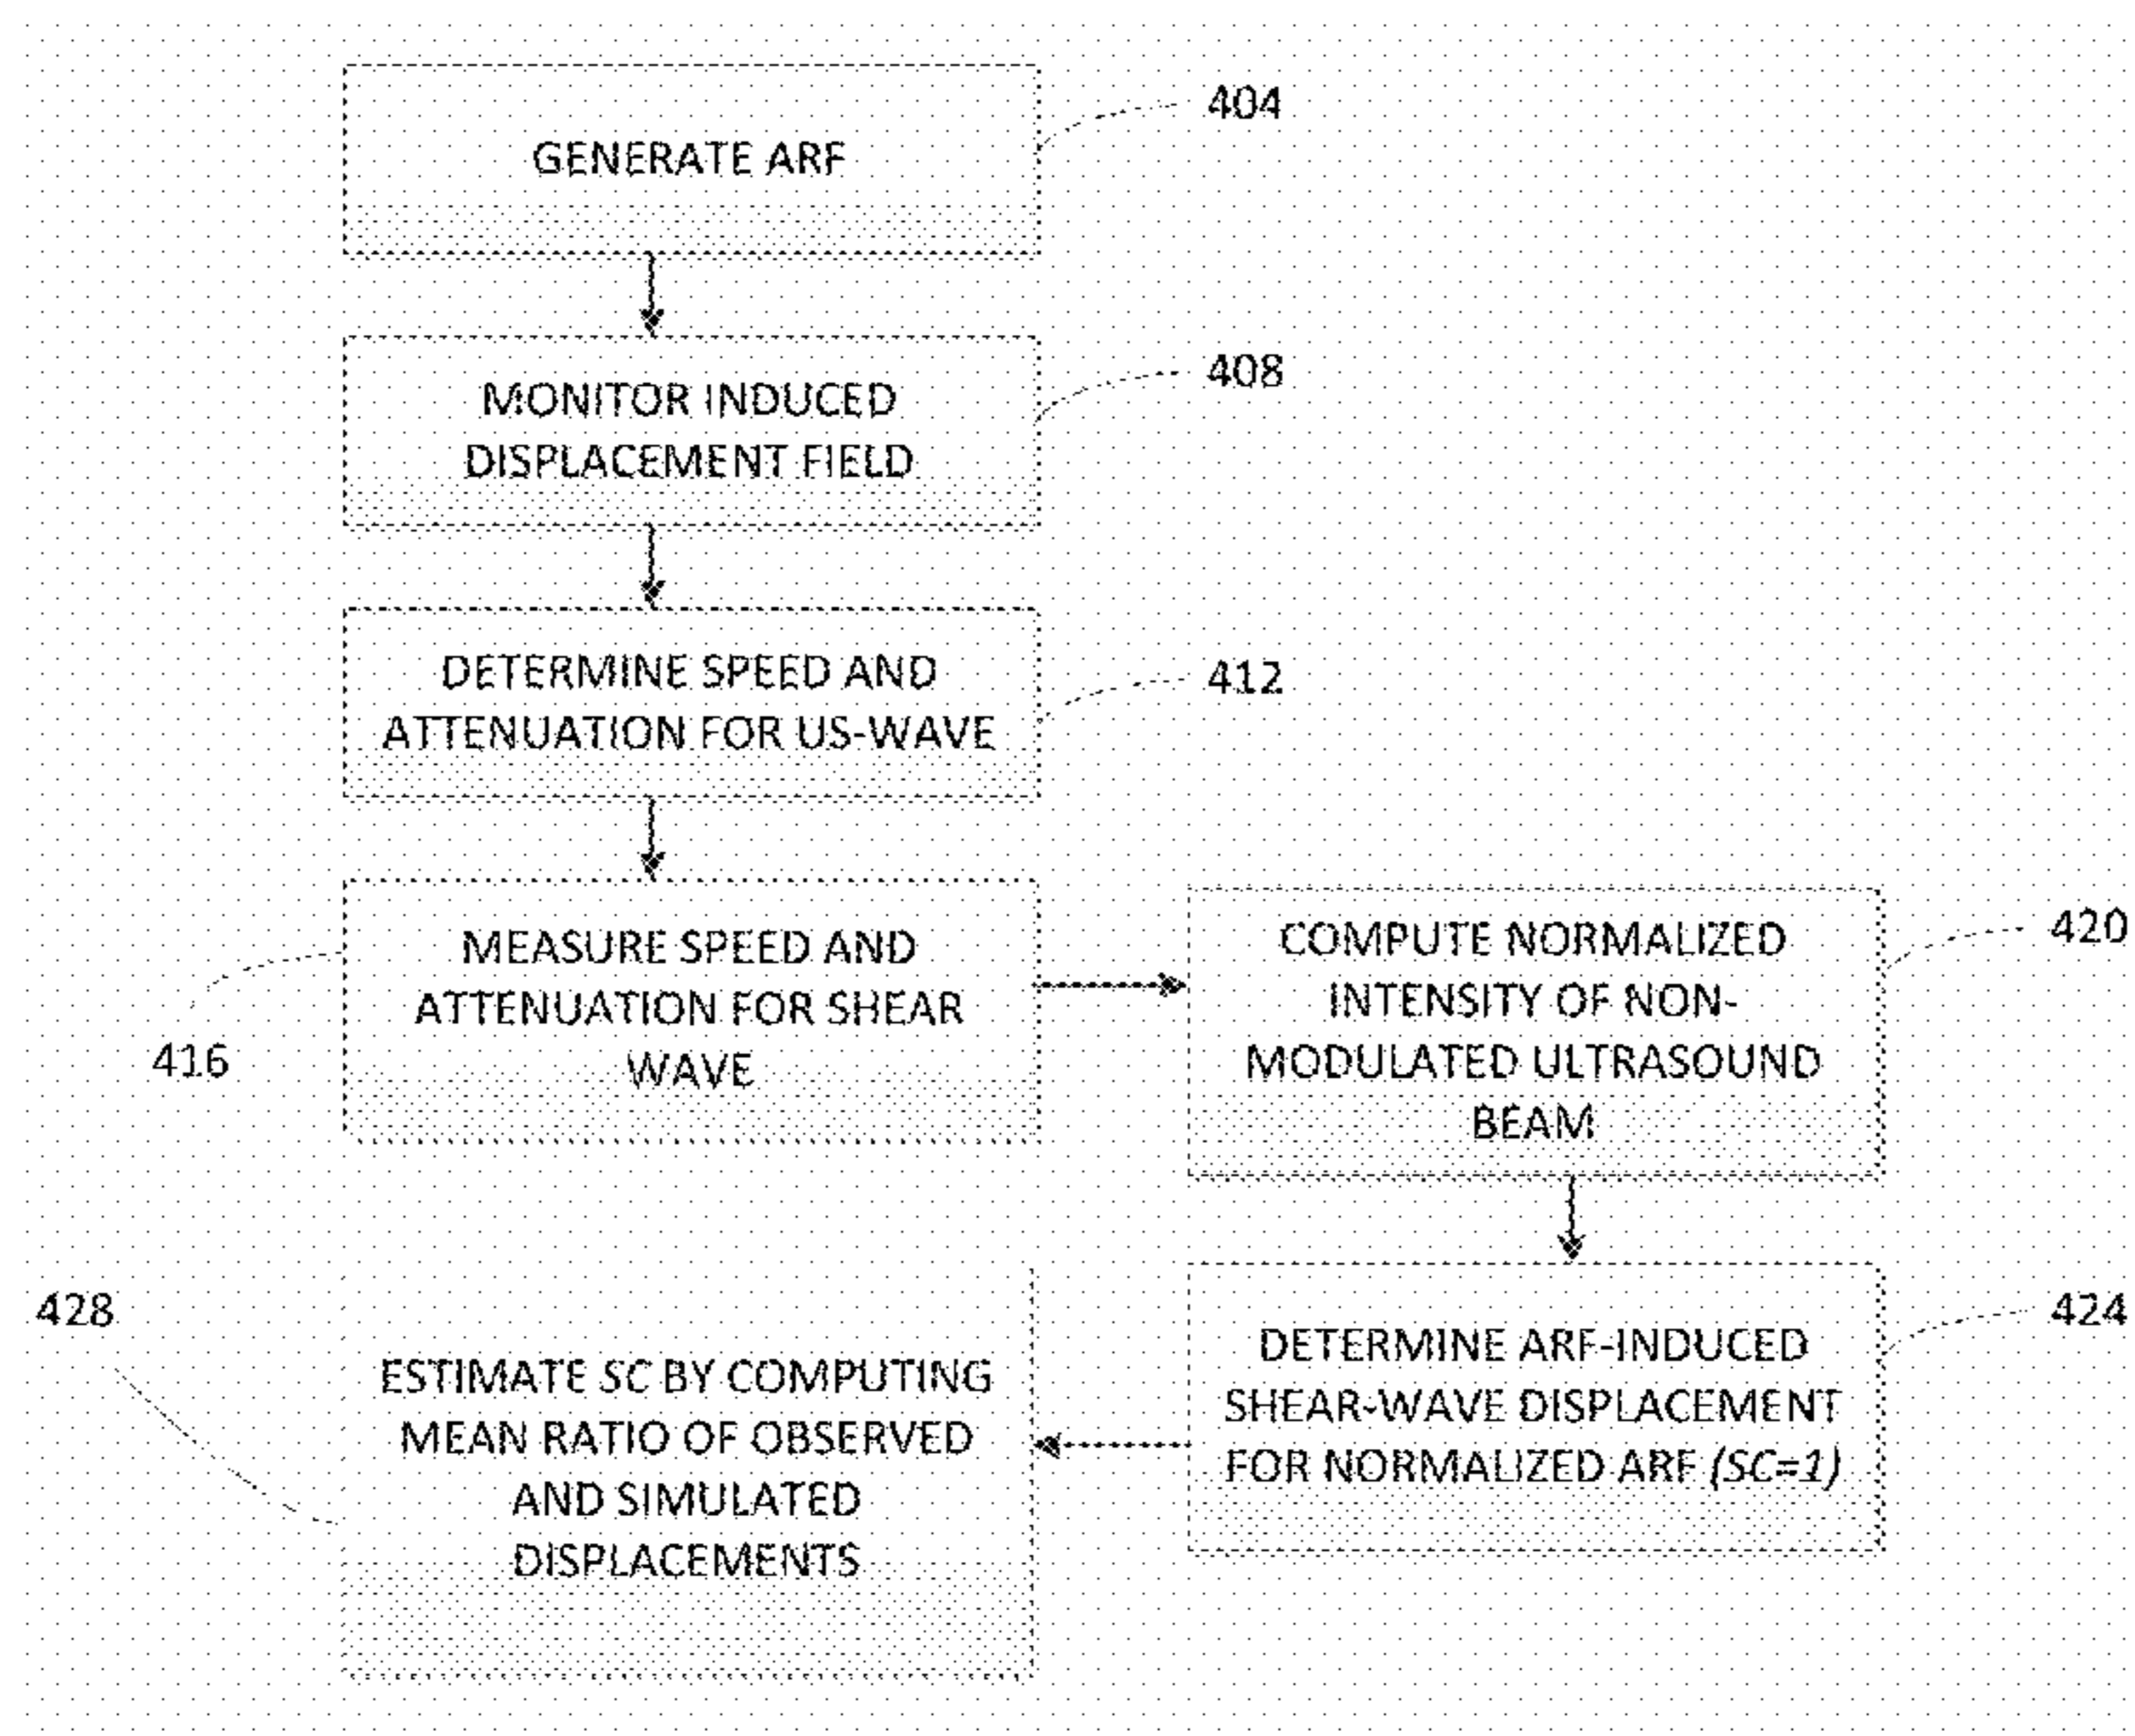 404
GENERATE ARF
408
MONITOR INDUCED
DISPLACEMENT FIELD
412
DETERMINE SPEED AND
ATTENUATION FOR US-WAVE
416
MEASURE SPEED AND
ATTENUATION FOR SHEAR
WAVE
420
COMPUTE NORMALIZED
INTENSITY OF NON-
MODULATED ULTRASOUND
BEAM
424
DETERMINE ARF-INDUCED
SHEAR-WAVE DISPLACEMENT
FOR NORMALIZED ARF (SC=1)
428
ESTIMATE SC BY COMPUTING
MEAN RATIO OF OBSERVED
AND SIMULATED
DISPLACEMENTS